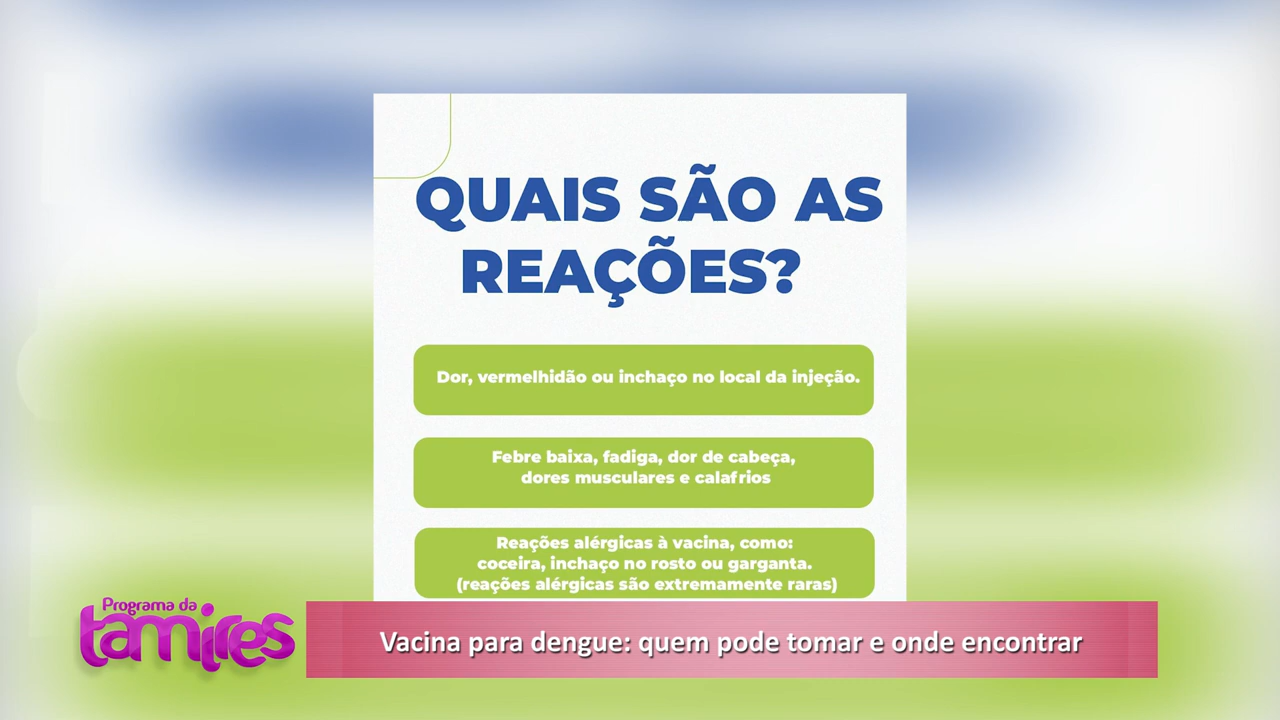 QUAIS SÃO AS
REAÇÕES?
Dor, vermelhidão ou inchaço no local da injeção.
Febre baixa, fadiga, dor de cabeça,
dores musculares e calafrios
Reações alérgicas à vacina, como:
coceira, inchaço no rosto ou garganta.
(reações alérgicas são extremamente raras)
Programa da
tamires
Vacina para dengue: quem pode tomar e onde encontrar